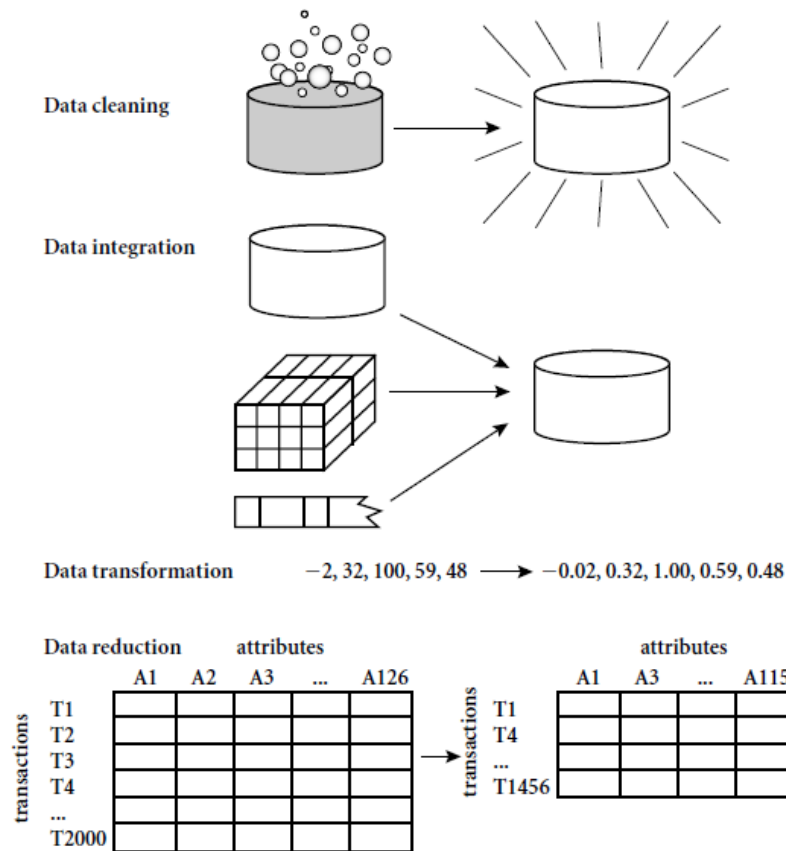 Data cleaning
Data integration
Data transformation −2, 32, 100, 59, 48 −0.02, 0.32, 1.00, 0.59, 0.48
Data reduction attributes
A1 A2 A3 ... A126
transactions
T1
T2
T3
T4
...
T2000
attributes
A1 A3 ... A115
transactions
T1
T4
...
T1456